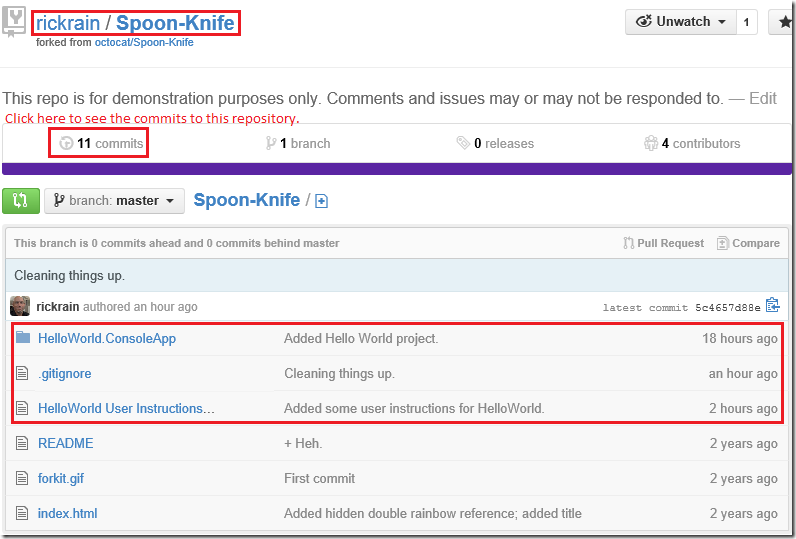 rickrain / Spoon-Knife
forked from octocat/Spoon-Knife
Unwatch 1
This repo is for demonstration purposes only. Comments and issues may or may not be responded to. — Edit
Click here to see the commits to this repository.
11 commits 1 branch 0 releases 4 contributors
branch: master Spoon-Knife /
This branch is 0 commits ahead and 0 commits behind master Pull Request Compare
Cleaning things up.
rickrain authored an hour ago latest commit 5c4657d88e
HelloWorld.ConsoleApp Added Hello World project. 18 hours ago
.gitignore Cleaning things up. an hour ago
HelloWorld User Instructions... Added some user instructions for HelloWorld. 2 hours ago
README + Heh. 2 years ago
forkit.gif First commit 2 years ago
index.html Added hidden double rainbow reference; added title 2 years ago